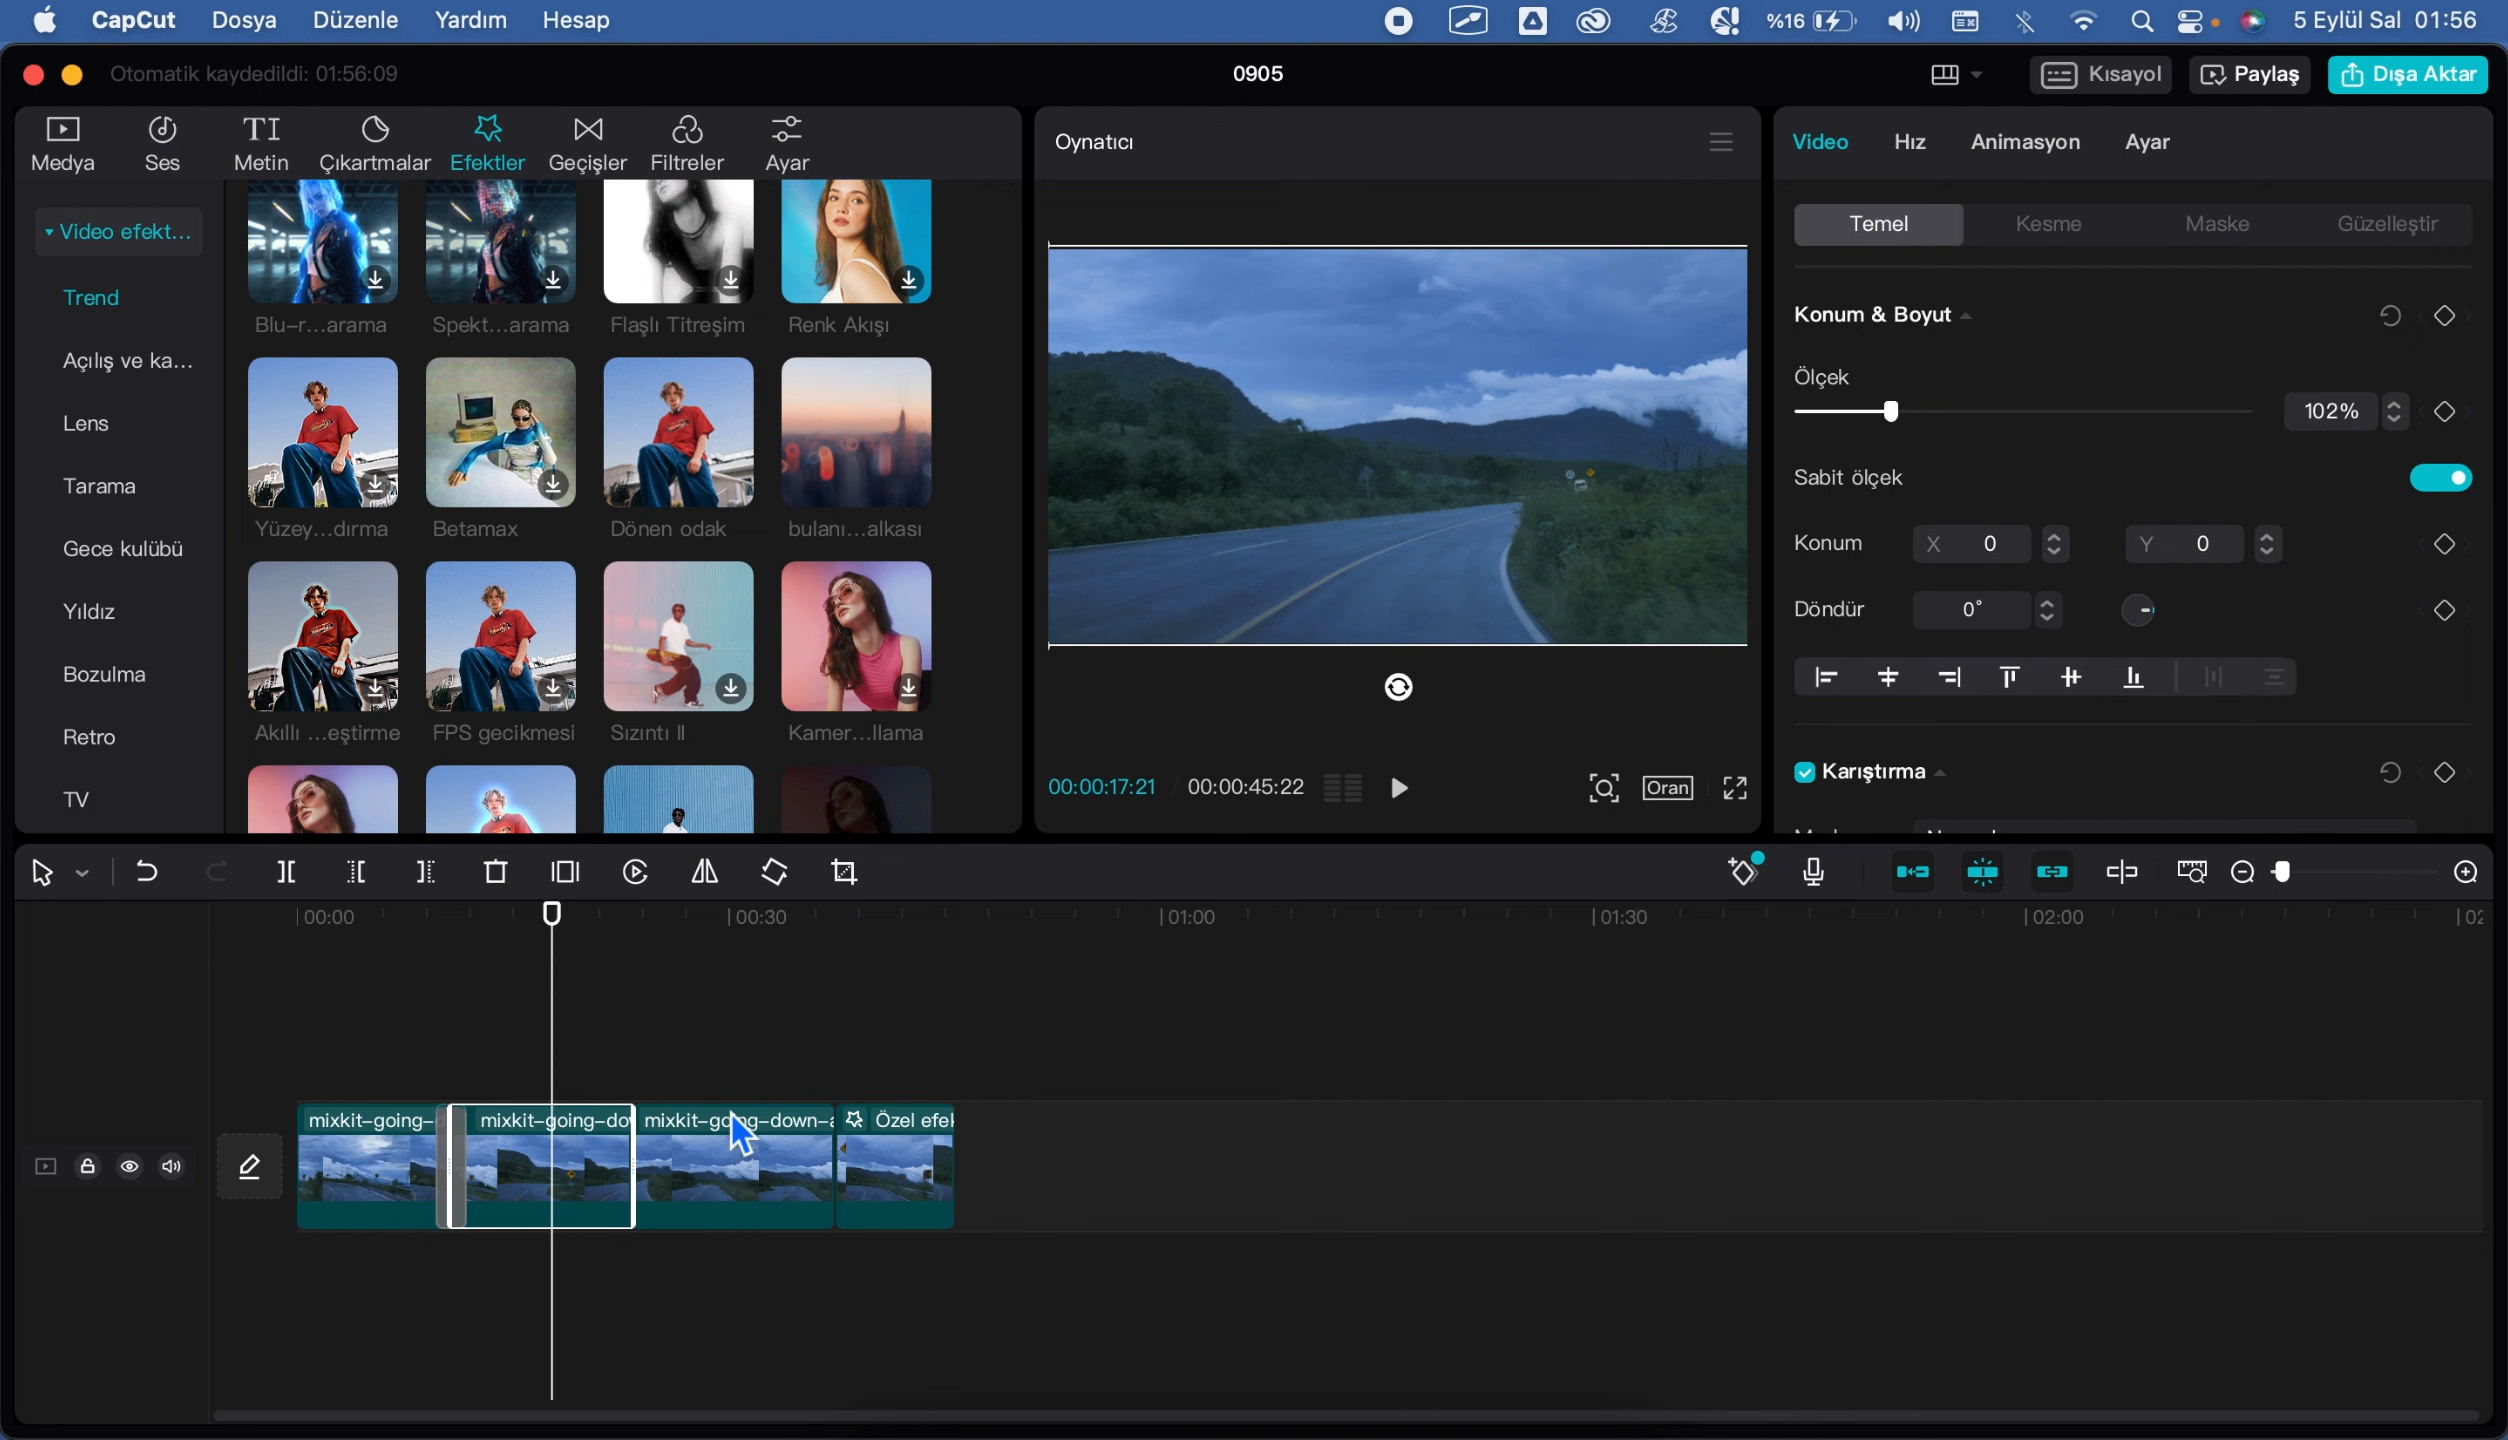 CapCut Dosya Düzenle Yardım Hesap %16 5 Eylül Sal 01:56
Otomatik kaydedildi: 01:56:09 0905 Kısayol Paylaş Dışa Aktar
Medya Ses Metin Çıkartmalar Efektler Geçişler Filtreler Ayar
Video efekt...
Trend
Açılış ve ka...
Lens
Tarama
Gece kulübü
Yıldız
Bozulma
Retro
TV
Blu-r...arama Spekt...arama Flaşlı Titreşim Renk Akışı
Yüzey...dırma Betamax Dönen odak bulanı...alkası
Akıllı ...eştirme FPS gecikmesi Sızıntı II Kamer...llama
Oynatıcı
00:00:17:21 00:00:45:22 Oran
Video Hız Animasyon Ayar
Temel Kesme Maske Güzelleştir
Konum & Boyut
Ölçek
102%
Sabit ölçek
Konum X 0 Y 0
Döndür 0°
Karıştırma
00:00 00:30 01:00 01:30 02:00 02
mixkit-going- mixkit-going-do mixkit-going-down-a Özel efek